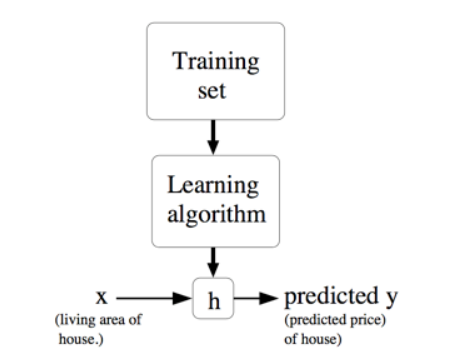 Training
set
Learning
algorithm
x
h
predicted y
(living area of
house.)
(predicted price)
of house)